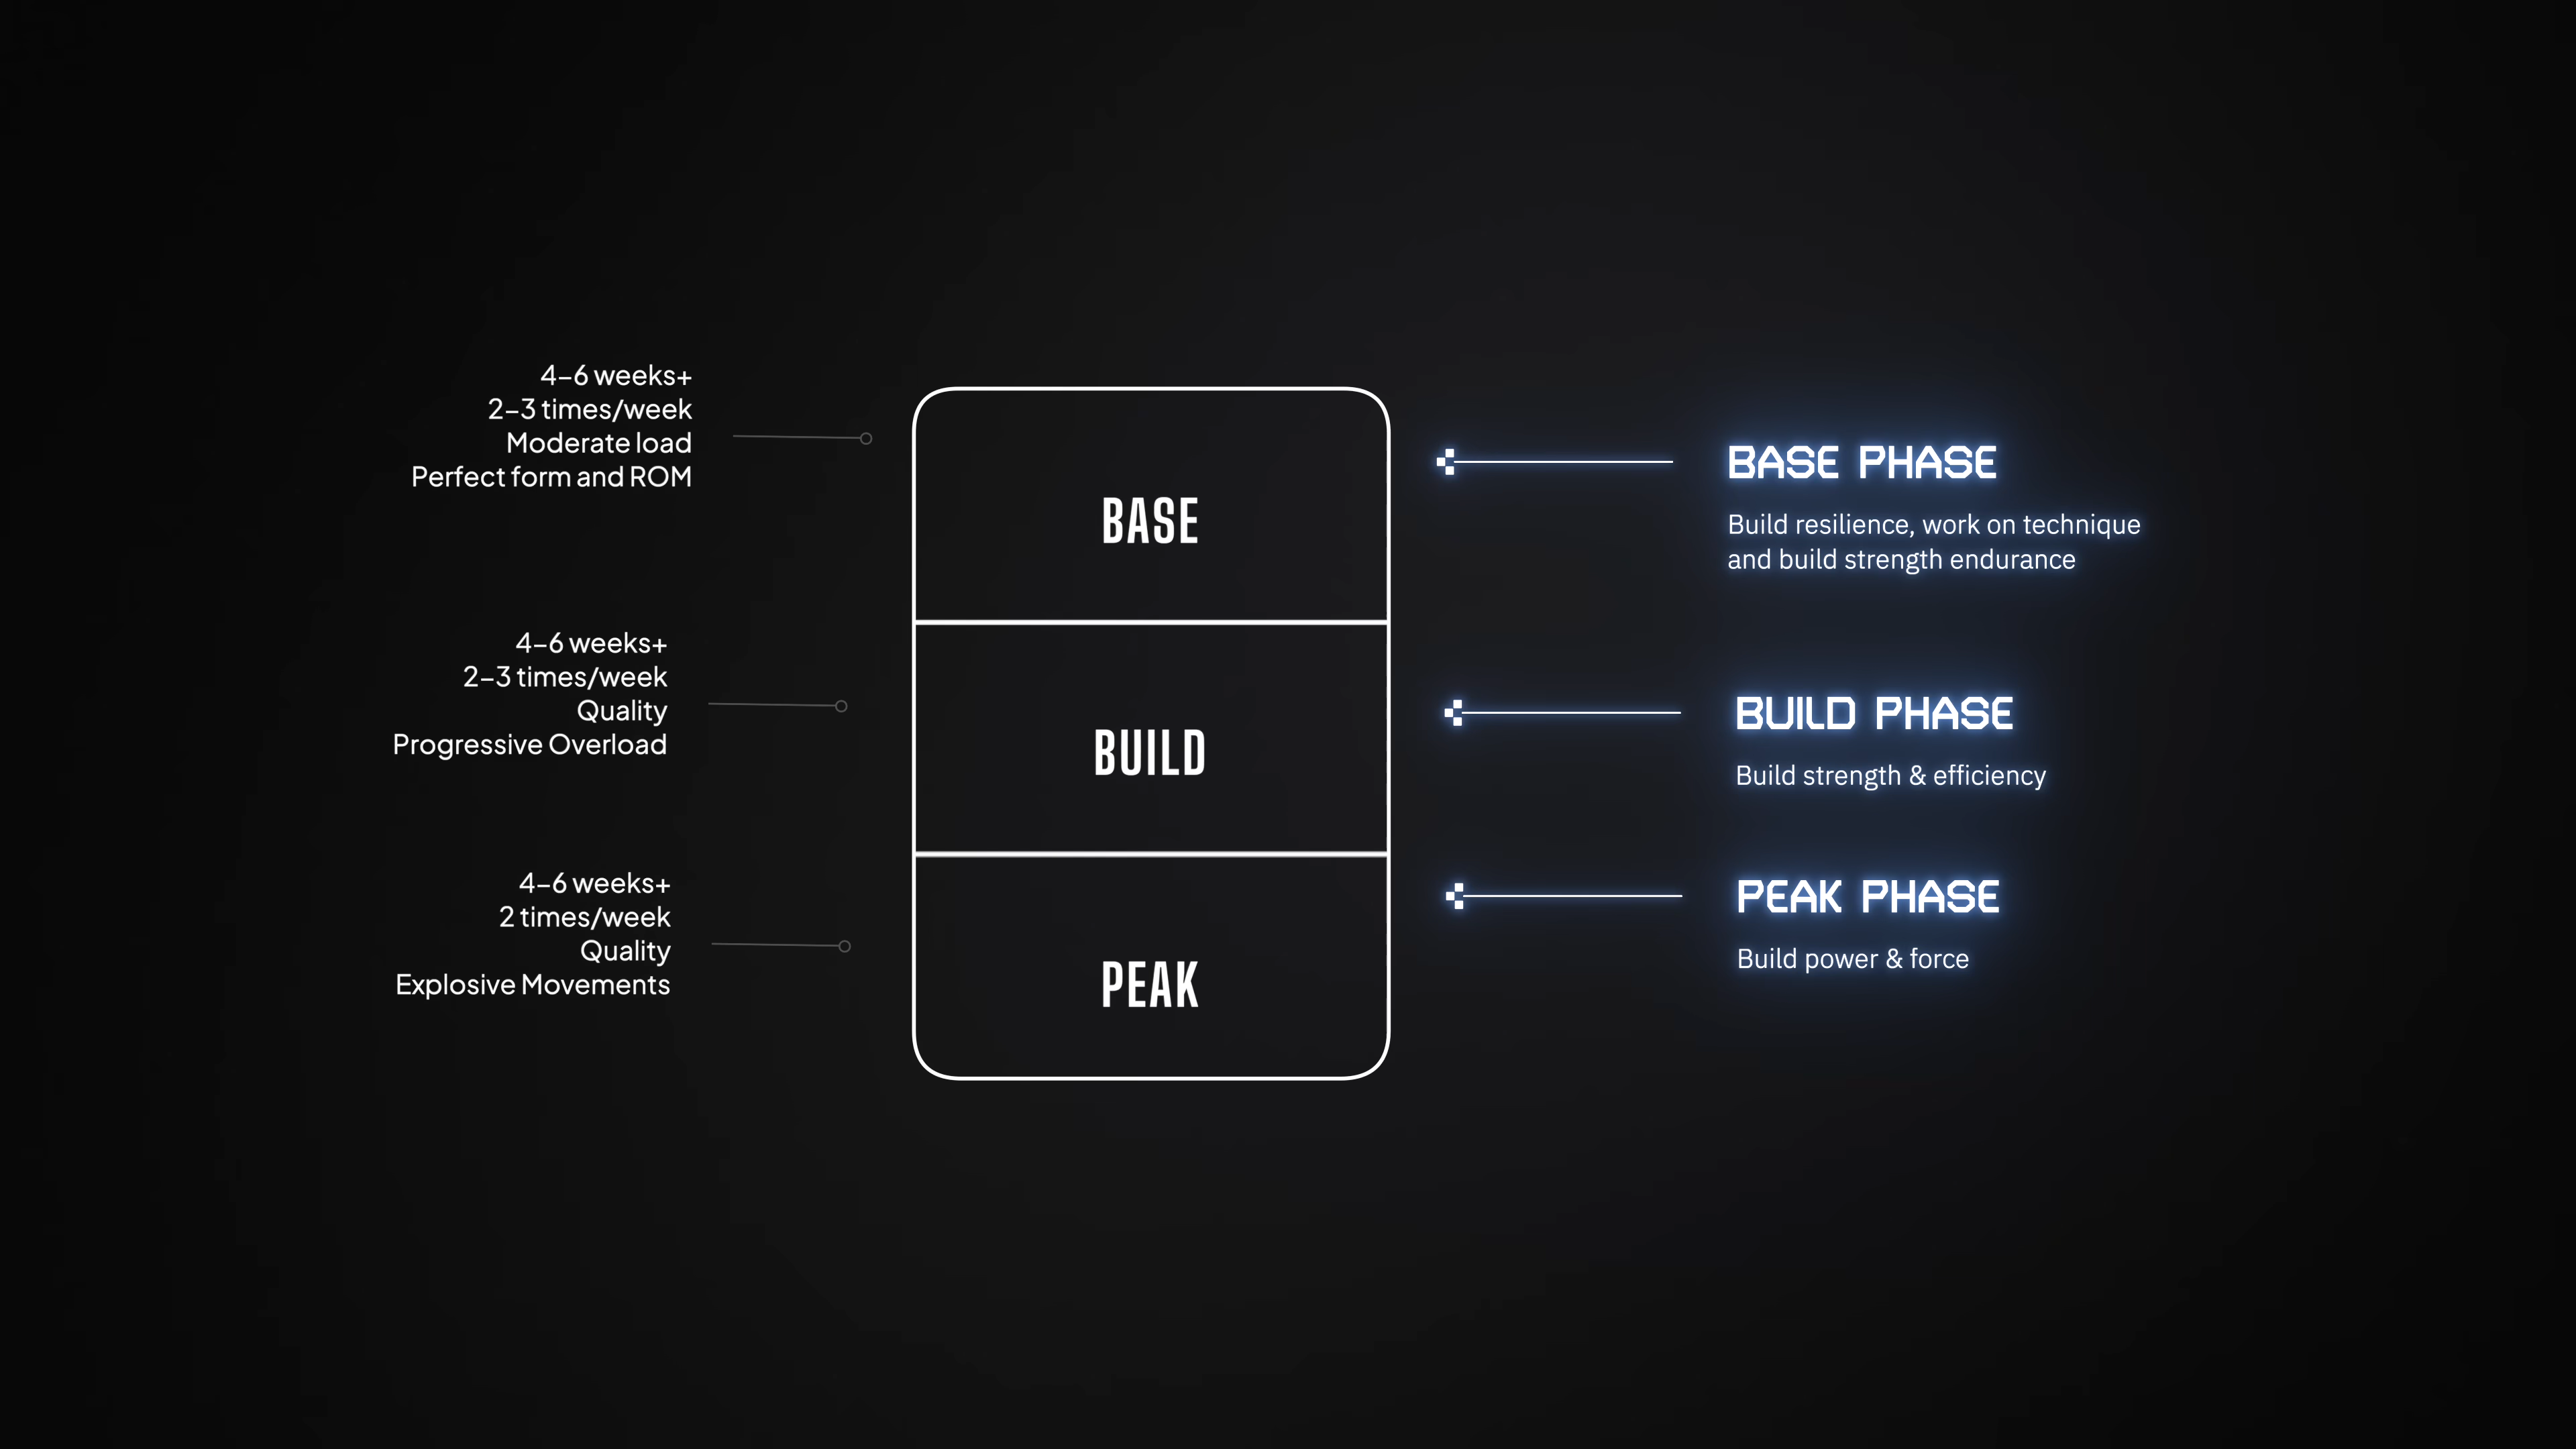 4–6 weeks+
2–3 times/week
Moderate load
Perfect form and ROM
BASE
BASE PHASE
Build resilience, work on technique
and build strength endurance
4–6 weeks+
2–3 times/week
Quality
Progressive Overload
BUILD
BUILD PHASE
Build strength & efficiency
4–6 weeks+
2 times/week
Quality
Explosive Movements
PEAK
PEAK PHASE
Build power & force